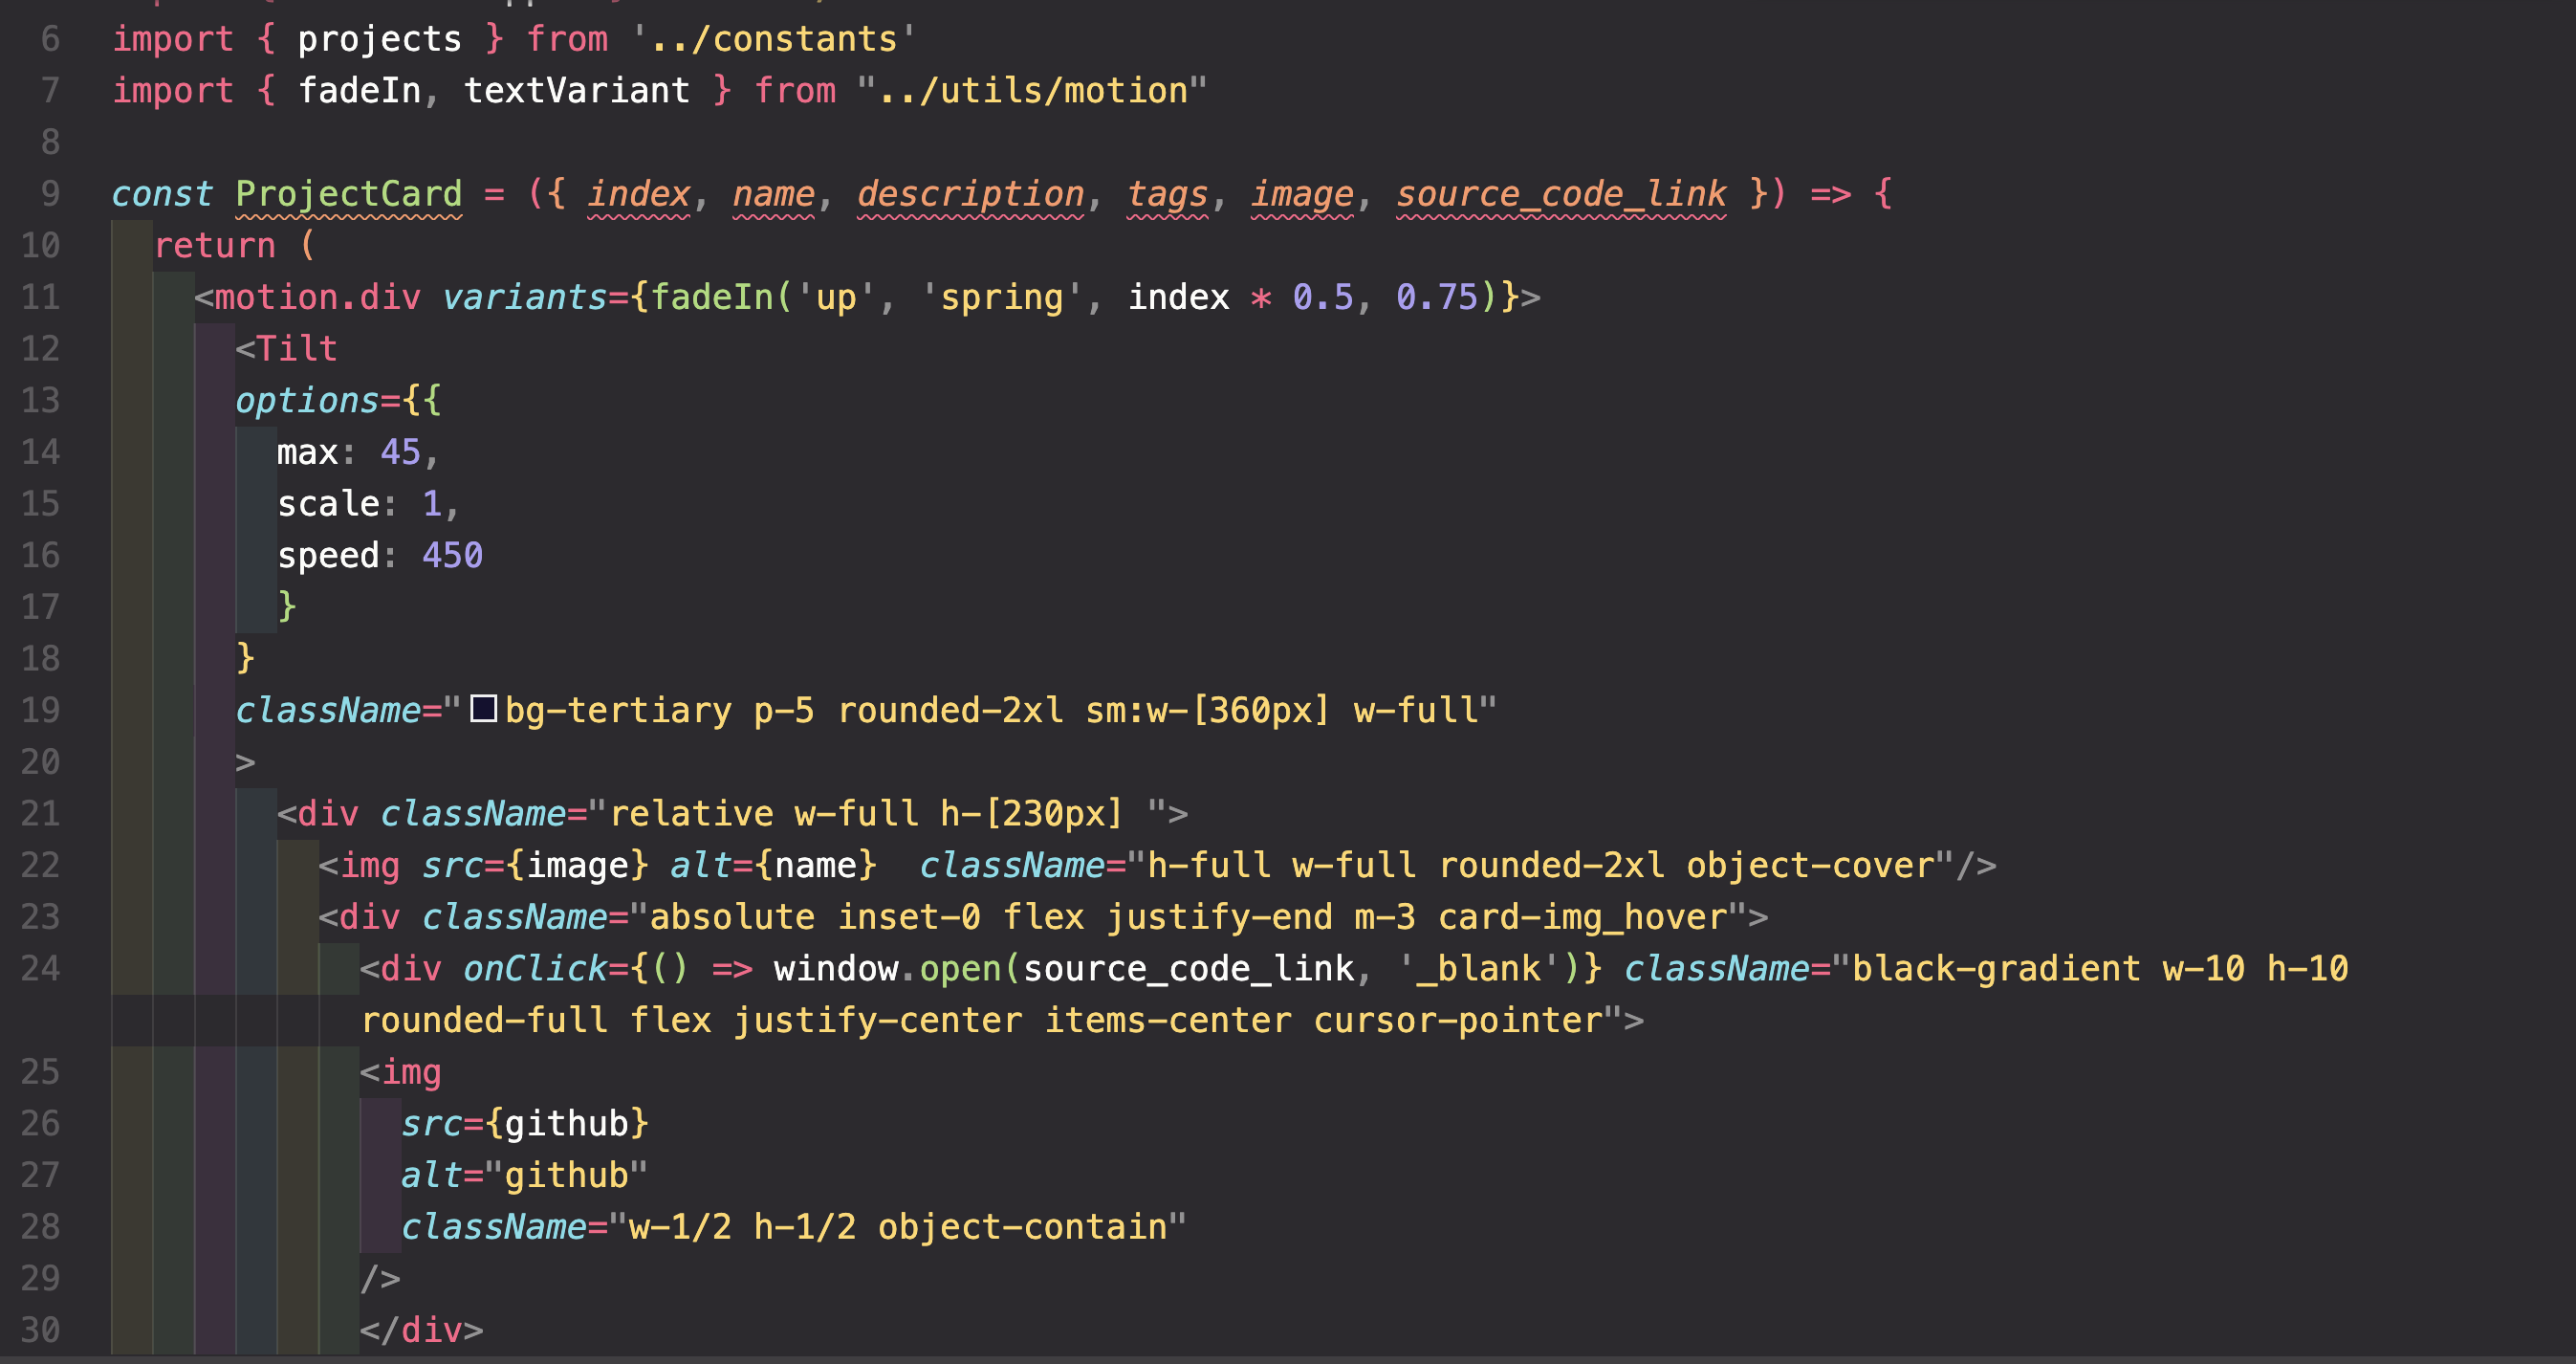 6 import { projects } from '../constants'
7 import { fadeIn, textVariant } from "../utils/motion"
8
9 const ProjectCard = ({ index, name, description, tags, image, source_code_link }) => {
10 return (
11 <motion.div variants={fadeIn('up', 'spring', index * 0.5, 0.75)}>
12 <Tilt
13 options={{
14 max: 45,
15 scale: 1,
16 speed: 450
17 }
18 }
19 className="bg-tertiary p-5 rounded-2xl sm:w-[360px] w-full"
20 >
21 <div className="relative w-full h-[230px] ">
22 <img src={image} alt={name}  className="h-full w-full rounded-2xl object-cover"/>
23 <div className="absolute inset-0 flex justify-end m-3 card-img_hover">
24 <div onClick={() => window.open(source_code_link, '_blank')} className="black-gradient w-10 h-10
rounded-full flex justify-center items-center cursor-pointer">
25 <img
26 src={github}
27 alt="github"
28 className="w-1/2 h-1/2 object-contain"
29 />
30 </div>